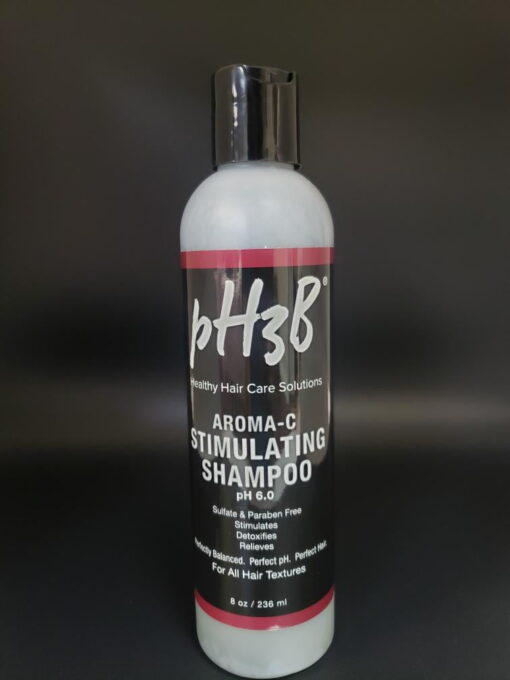 pH3B®
Healthy Hair Care Solutions
AROMA-C
STIMULATING
SHAMPOO
pH 6.0
Sulfate & Paraben Free
Stimulates
Detoxifies
Relieves
Perfectly Balanced. Perfect pH. Perfect Hair.
For All Hair Textures
8 oz / 236 ml